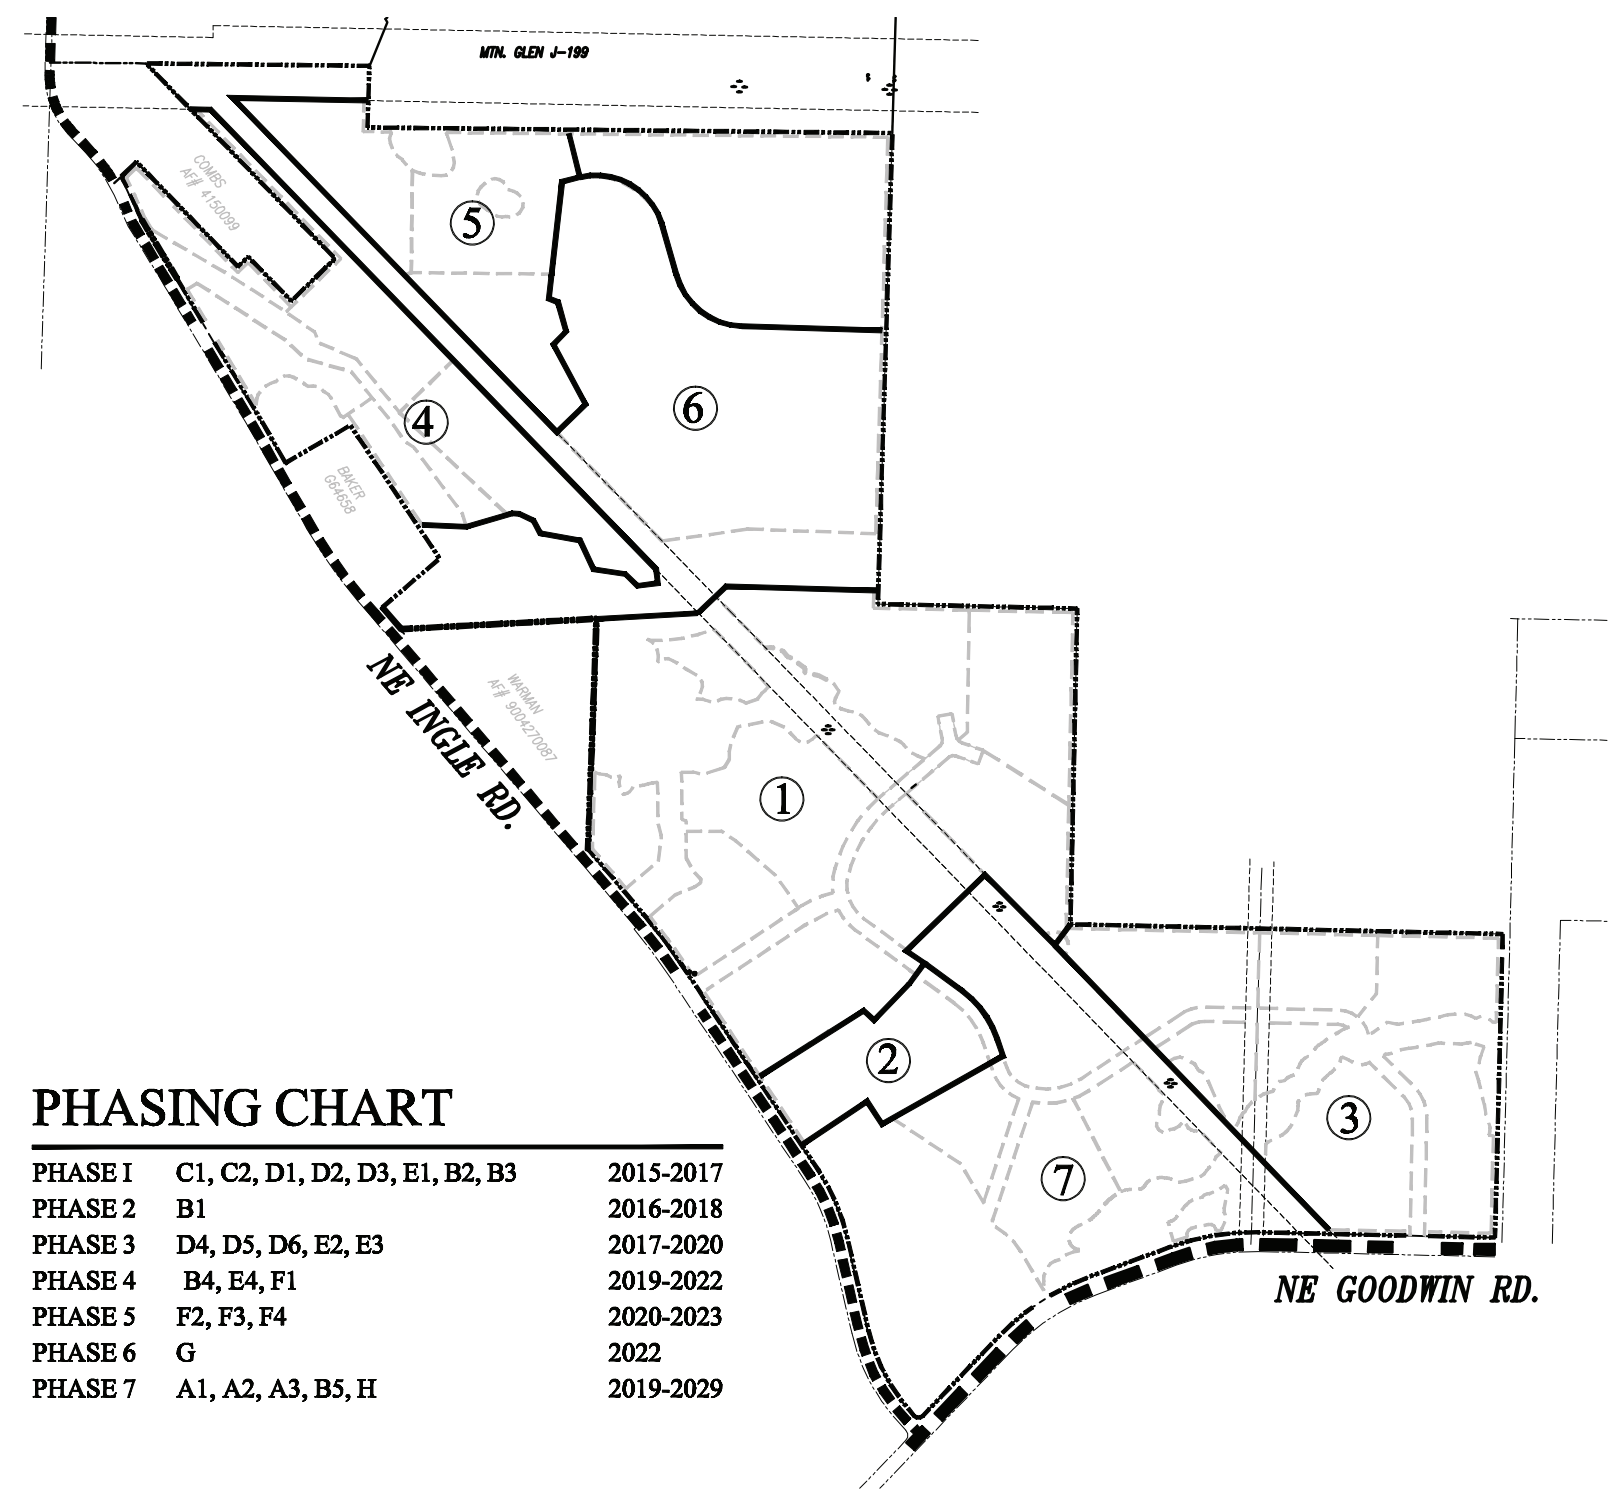 MTN. GLEN J-199
COMBS
AF# 4150099
5
6
4
BAKER
G64658
NE INGLE RD.
WARMAN
AF# 9004270087
1
2
3
7
NE GOODWIN RD.
PHASING CHART
PHASE I C1, C2, D1, D2, D3, E1, B2, B3 2015-2017
PHASE 2 B1 2016-2018
PHASE 3 D4, D5, D6, E2, E3 2017-2020
PHASE 4 B4, E4, F1 2019-2022
PHASE 5 F2, F3, F4 2020-2023
PHASE 6 G 2022
PHASE 7 A1, A2, A3, B5, H 2019-2029